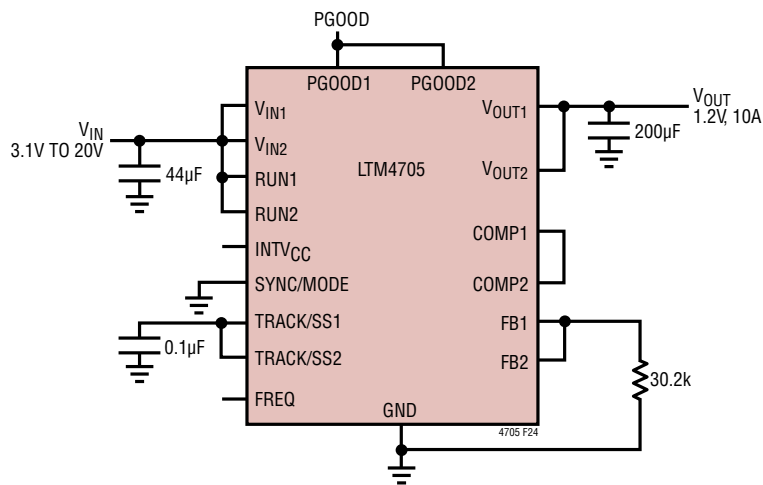 PGOOD
PGOOD1
PGOOD2
VIN
3.1V TO 20V
44µF
VIN1
VIN2
RUN1
RUN2
INTVCC
SYNC/MODE
TRACK/SS1
TRACK/SS2
0.1µF
FREQ
LTM4705
GND
VOUT1
VOUT2
COMP1
COMP2
FB1
FB2
VOUT
1.2V, 10A
200µF
30.2k
4705 F24